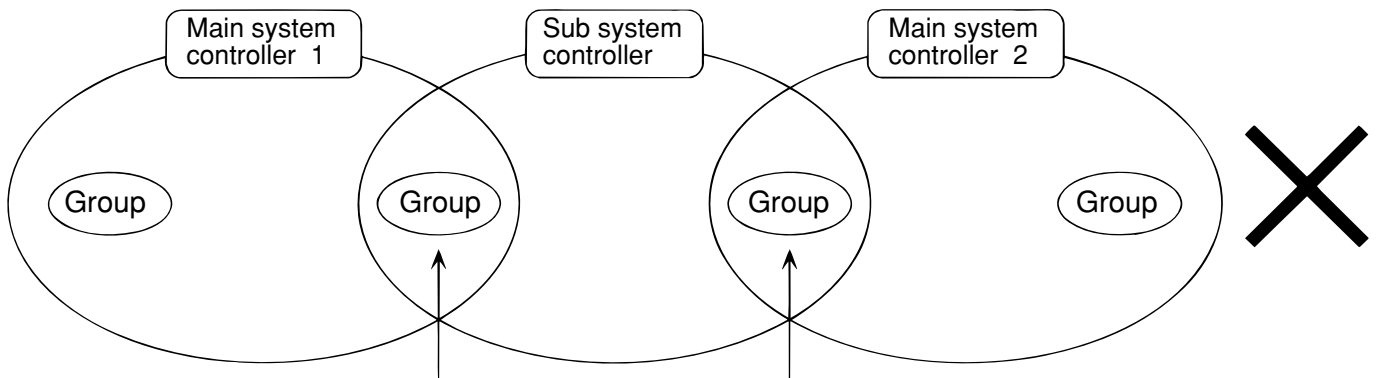 Main system
controller 1
Sub system
controller
Main system
controller 2
Group
Group
Group
Group